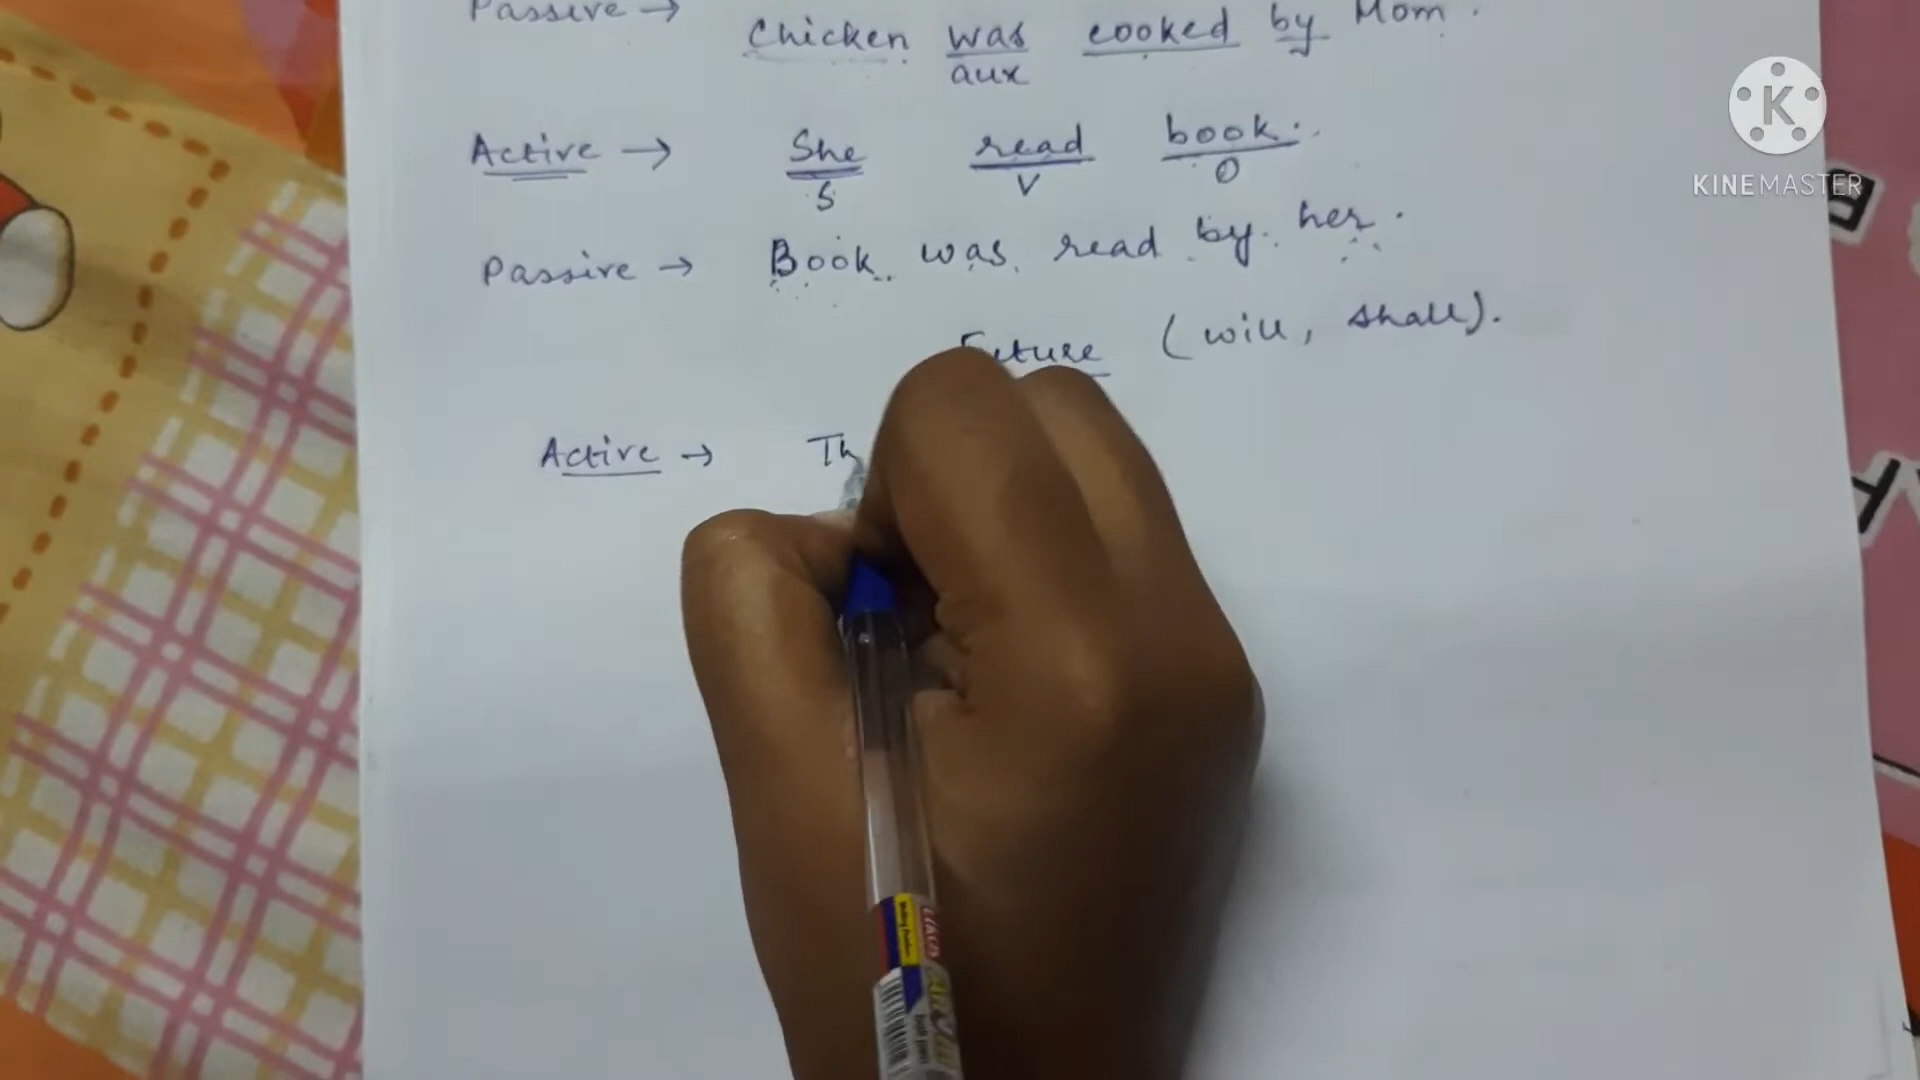 Passive → Chicken was cooked by Mom.
aux
Active → She read book.
S V O
Passive → Book was read by her.
Future (will, shall).
Active → Th
K
KINEMASTER